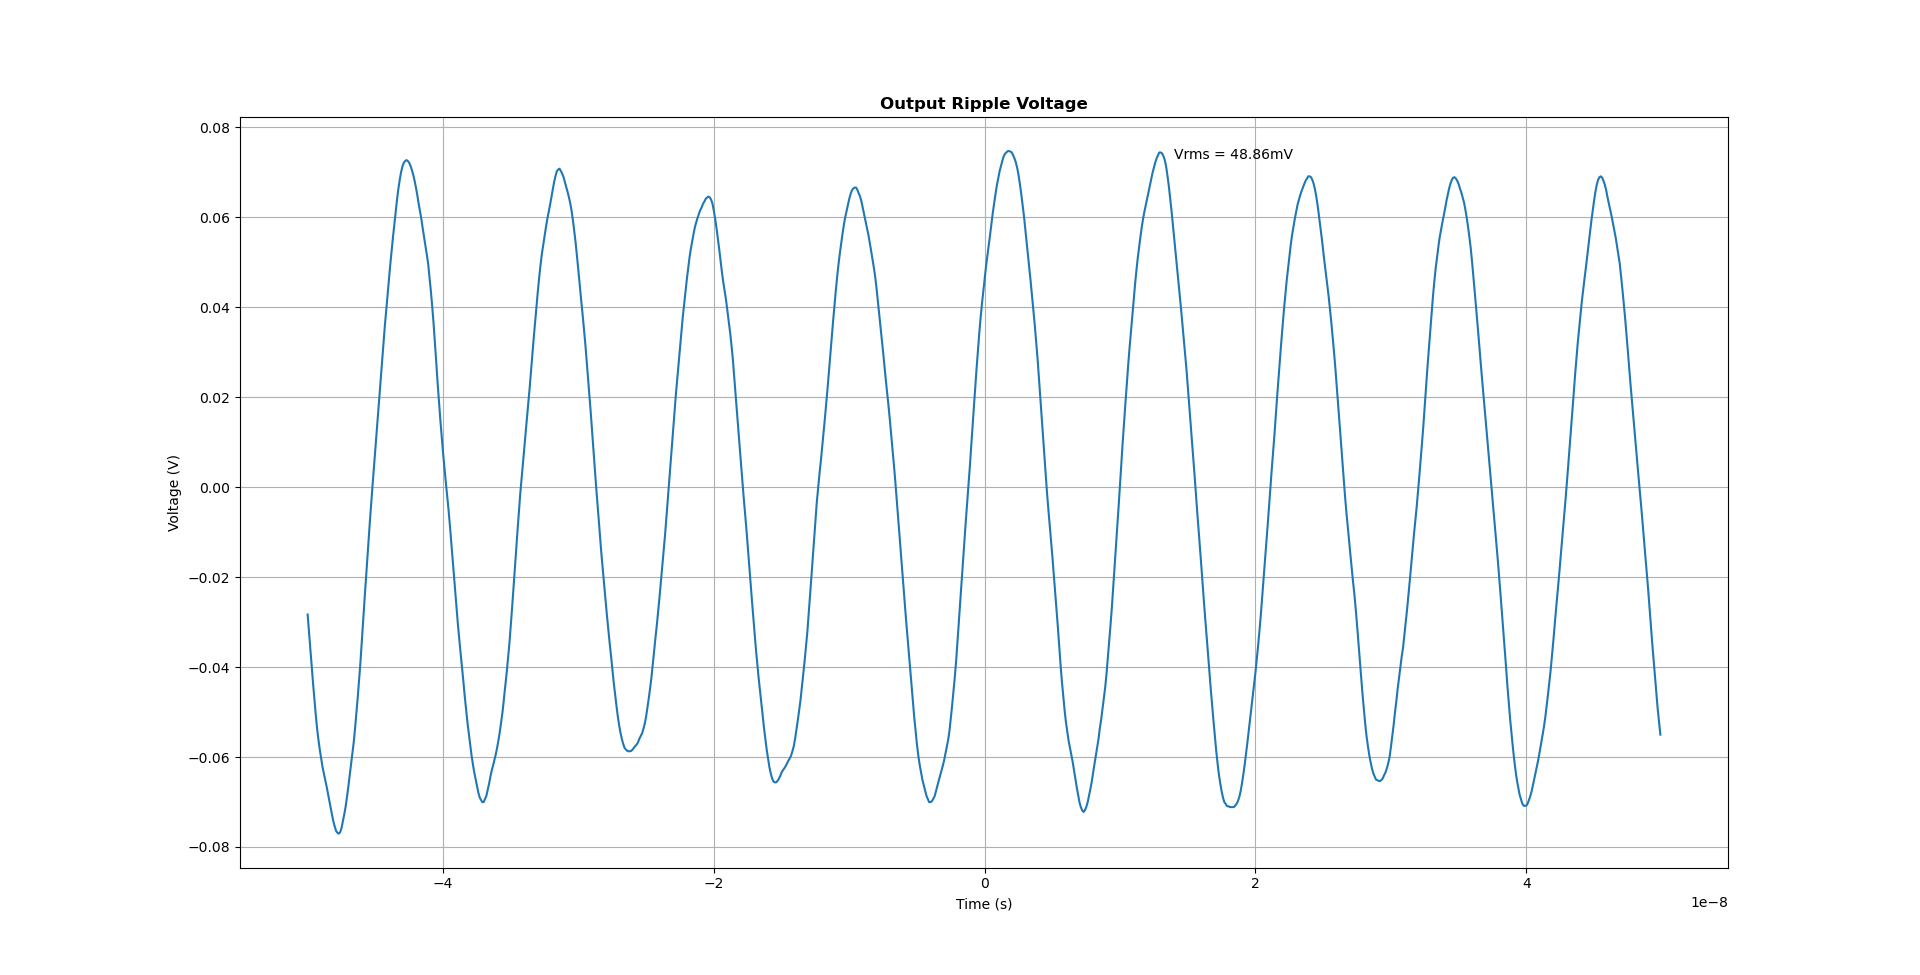 Output Ripple Voltage
Vrms = 48.86mV
Voltage (V)
0.08
0.06
0.04
0.02
0.00
−0.02
−0.04
−0.06
−0.08
−4 −2 0 2 4
Time (s)
1e−8